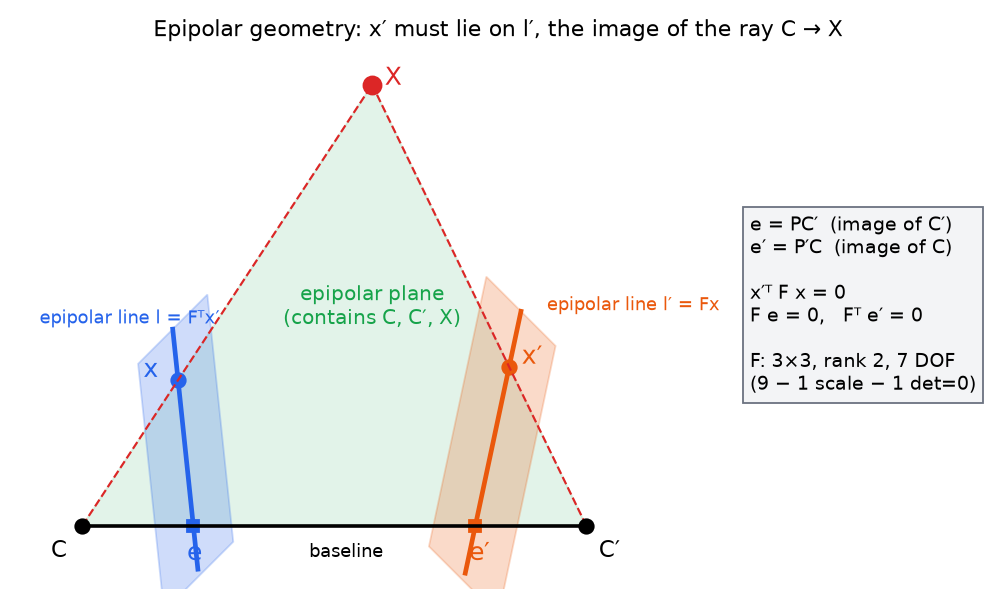 Epipolar geometry: x′ must lie on l′, the image of the ray C → X
X
e = PC′ (image of C′)
e′ = P′C (image of C)
x′ᵀ F x = 0
F e = 0, Fᵀ e′ = 0
F: 3×3, rank 2, 7 DOF
(9 − 1 scale − 1 det=0)
epipolar plane
(contains C, C′, X)
epipolar line l = Fᵀx′
epipolar line l′ = Fx
x
x′
C
e
baseline
e′
C′